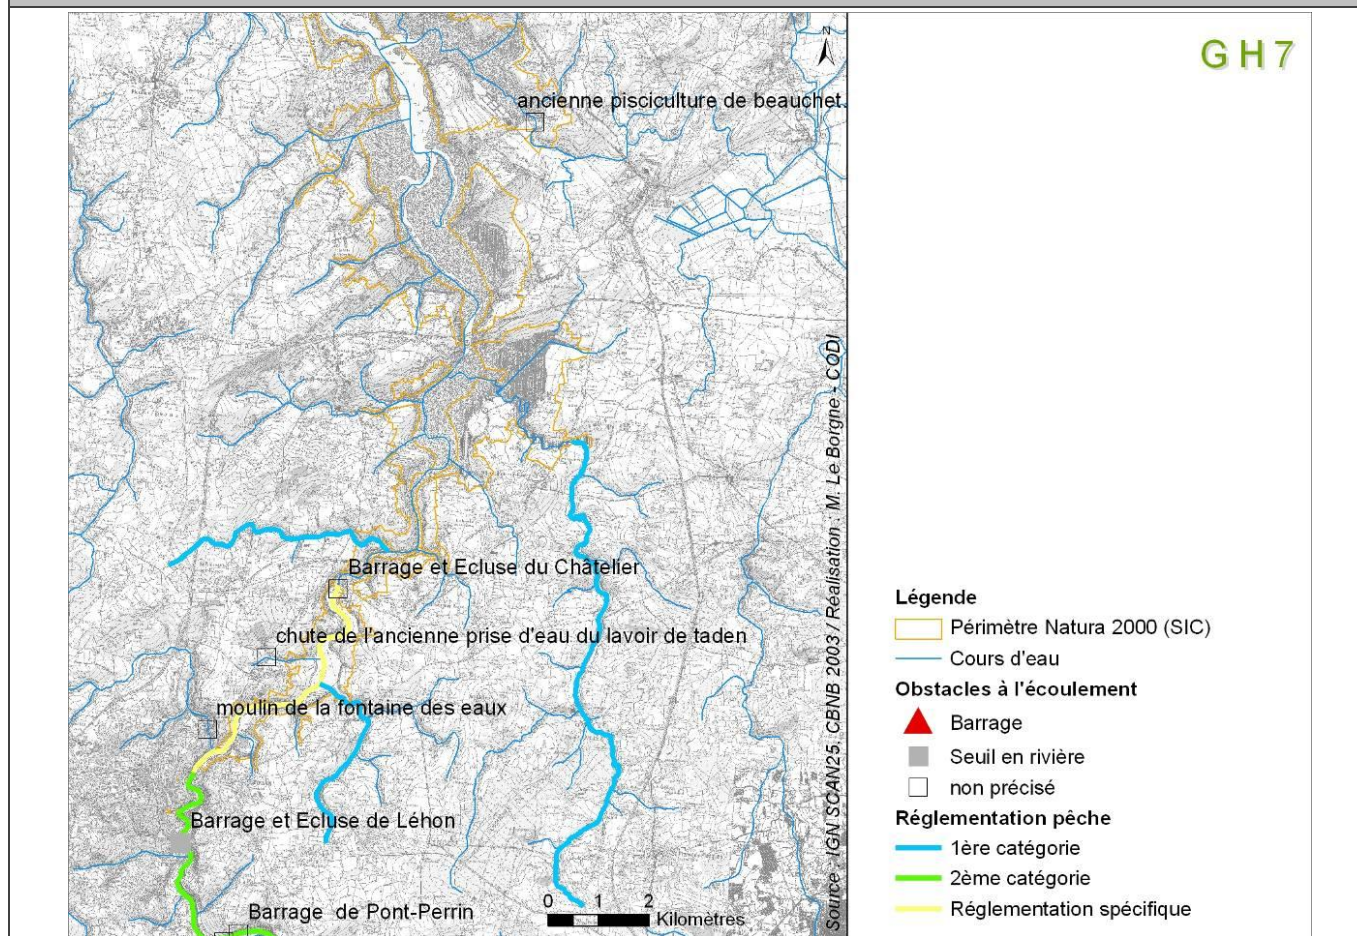 N
GH7
ancienne pisciculture de beauchet
Barrage et Ecluse du Châtelier
chute de l'ancienne prise d'eau du lavoir de taden
moulin de la fontaine des eaux
Barrage et Ecluse de Léhon
Barrage de Pont-Perrin
0 1 2
Kilomètres
Source : IGN SCAN25, CBNB 2003 / Réalisation : M. Le Borgne - CODI
Légende
Périmètre Natura 2000 (SIC)
Cours d'eau
Obstacles à l'écoulement
Barrage
Seuil en rivière
non précisé
Réglementation pêche
1ère catégorie
2ème catégorie
Réglementation spécifique